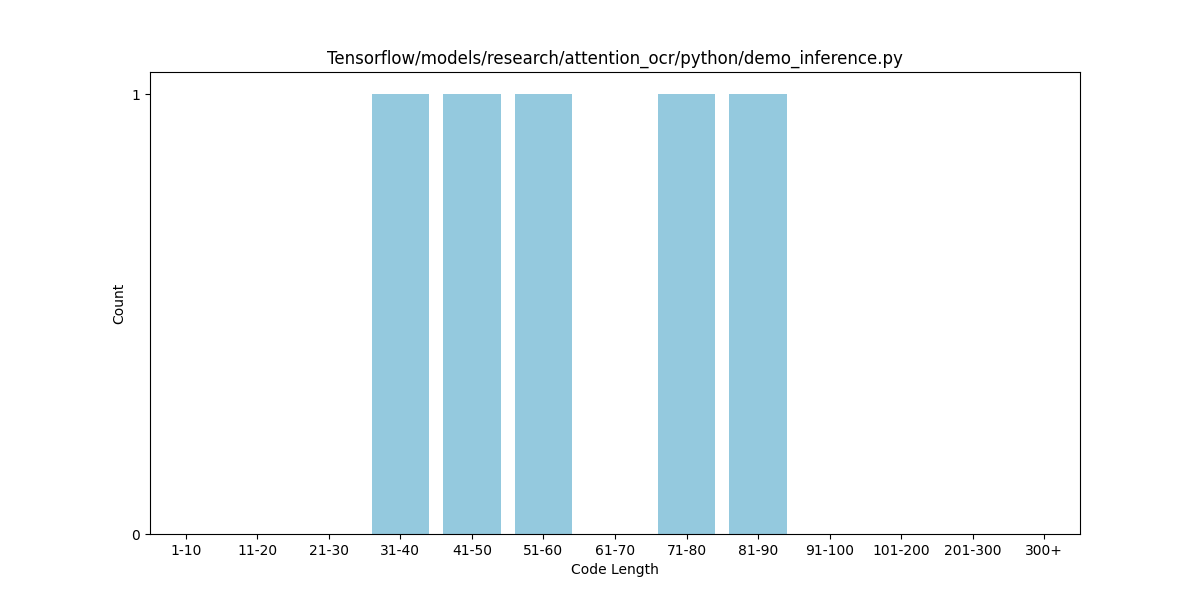 Tensorflow/models/research/attention_ocr/python/demo_inference.py
1
Count
0
1-10 11-20 21-30 31-40 41-50 51-60 61-70 71-80 81-90 91-100 101-200 201-300 300+
Code Length